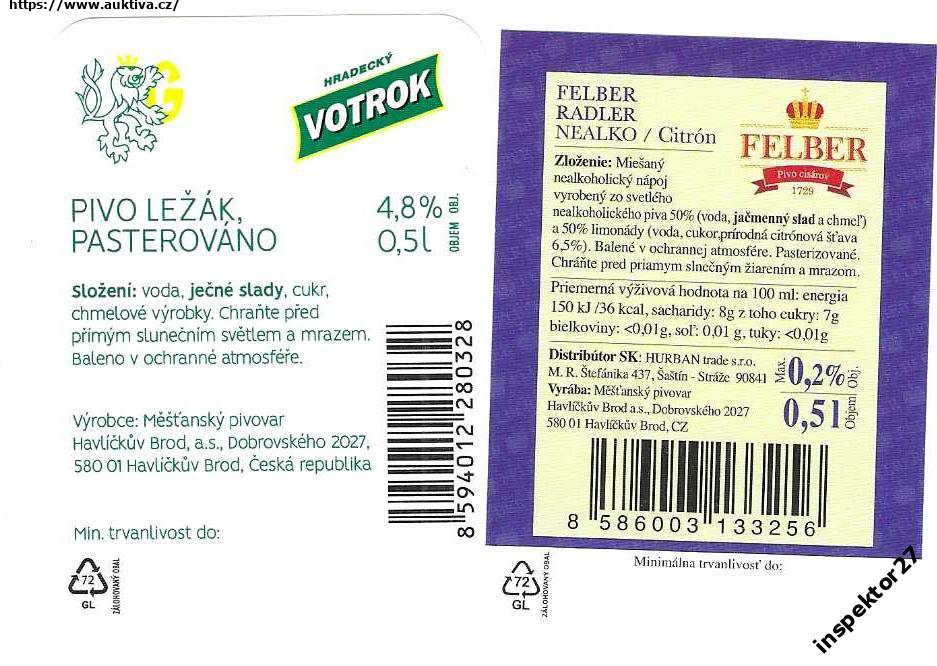 https://www.auktiva.cz/
G
HRADECKÝ
VOTROK
PIVO LEŽÁK,
PASTEROVÁNO
4,8% OBJ.
0,5l OBJEM
Složení: voda, ječné slady, cukr,
chmelové výrobky. Chraňte před
přímým slunečním světlem a mrazem.
Baleno v ochranné atmosféře.
Výrobce: Měšťanský pivovar
Havlíčkův Brod, a.s., Dobrovského 2027,
580 01 Havlíčkův Brod, Česká republika
Min. trvanlivost do:
72
GL
ZÁLOHOVANÝ OBAL
8 594012 280328
FELBER
RADLER
NEALKO / Citrón
FELBER
Pivo cisárov
1729
Zloženie: Miešaný
nealkoholický nápoj
vyrobený zo svetlého
nealkoholického piva 50% (voda, jačmenný slad a chmeľ)
a 50% limonády (voda, cukor,prírodná citrónová šťava
6,5%). Balené v ochrannej atmosfére. Pasterizované.
Chráňte pred priamym slnečným žiarením a mrazom.
Priemerná výživová hodnota na 100 ml: energia
150 kJ /36 kcal, sacharidy: 8g z toho cukry: 7g
bielkoviny: <0,01g, soľ: 0,01 g, tuky: <0,01g
Distribútor SK: HURBAN trade s.r.o.
M. R. Štefánika 437, Šaštín - Stráže 90841
Vyrába: Měšťanský pivovar
Havlíčkův Brod a.s., Dobrovského 2027
580 01 Havlíčkův Brod, CZ
Max. 0,2% Obj.
0,5l Objem
8 586003 133256
Minimálna trvanlivosť do:
72
GL
ZÁLOHOVANÝ OBAL
inspektor27